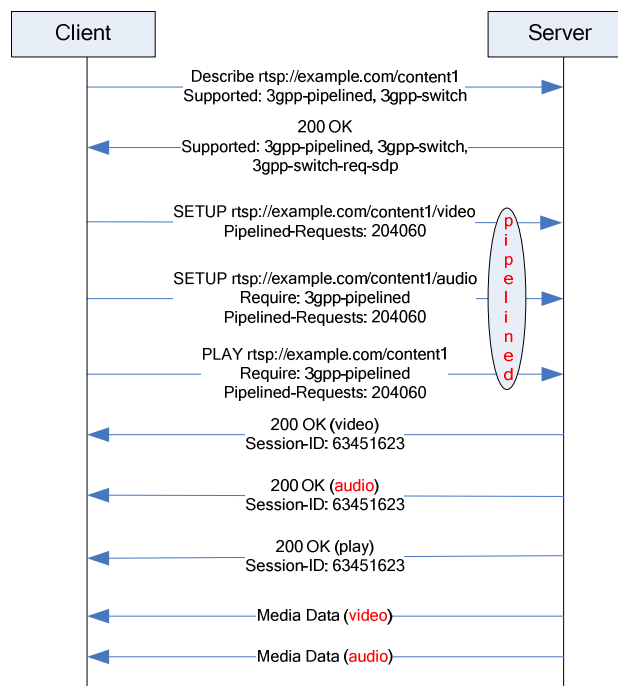 Client
Server
Describe rtsp://example.com/content1
Supported: 3gpp-pipelined, 3gpp-switch
200 OK
Supported: 3gpp-pipelined, 3gpp-switch,
3gpp-switch-req-sdp
SETUP rtsp://example.com/content1/video
Pipelined-Requests: 204060
SETUP rtsp://example.com/content1/audio
Require: 3gpp-pipelined
Pipelined-Requests: 204060
PLAY rtsp://example.com/content1
Require: 3gpp-pipelined
Pipelined-Requests: 204060
pipelined
200 OK (video)
Session-ID: 63451623
200 OK (audio)
Session-ID: 63451623
200 OK (play)
Session-ID: 63451623
Media Data (video)
Media Data (audio)